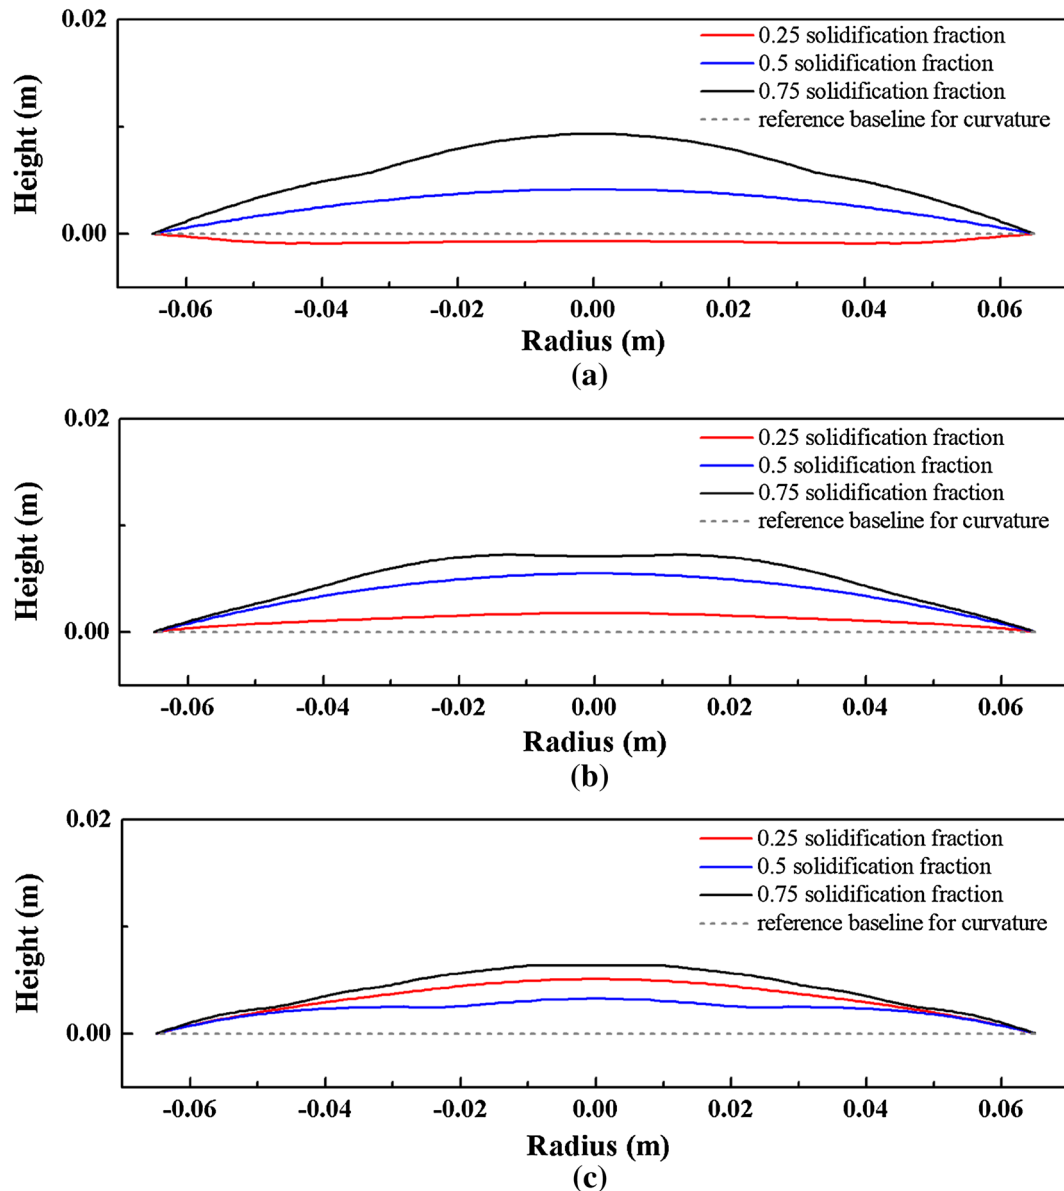 0.02
0.25 solidification fraction
0.5 solidification fraction
0.75 solidification fraction
reference baseline for curvature
Height (m)
0.00
-0.06 -0.04 -0.02 0.00 0.02 0.04 0.06
Radius (m)
(a)
0.02
0.25 solidification fraction
0.5 solidification fraction
0.75 solidification fraction
reference baseline for curvature
Height (m)
0.00
-0.06 -0.04 -0.02 0.00 0.02 0.04 0.06
Radius (m)
(b)
0.02
0.25 solidification fraction
0.5 solidification fraction
0.75 solidification fraction
reference baseline for curvature
Height (m)
0.00
-0.06 -0.04 -0.02 0.00 0.02 0.04 0.06
Radius (m)
(c)